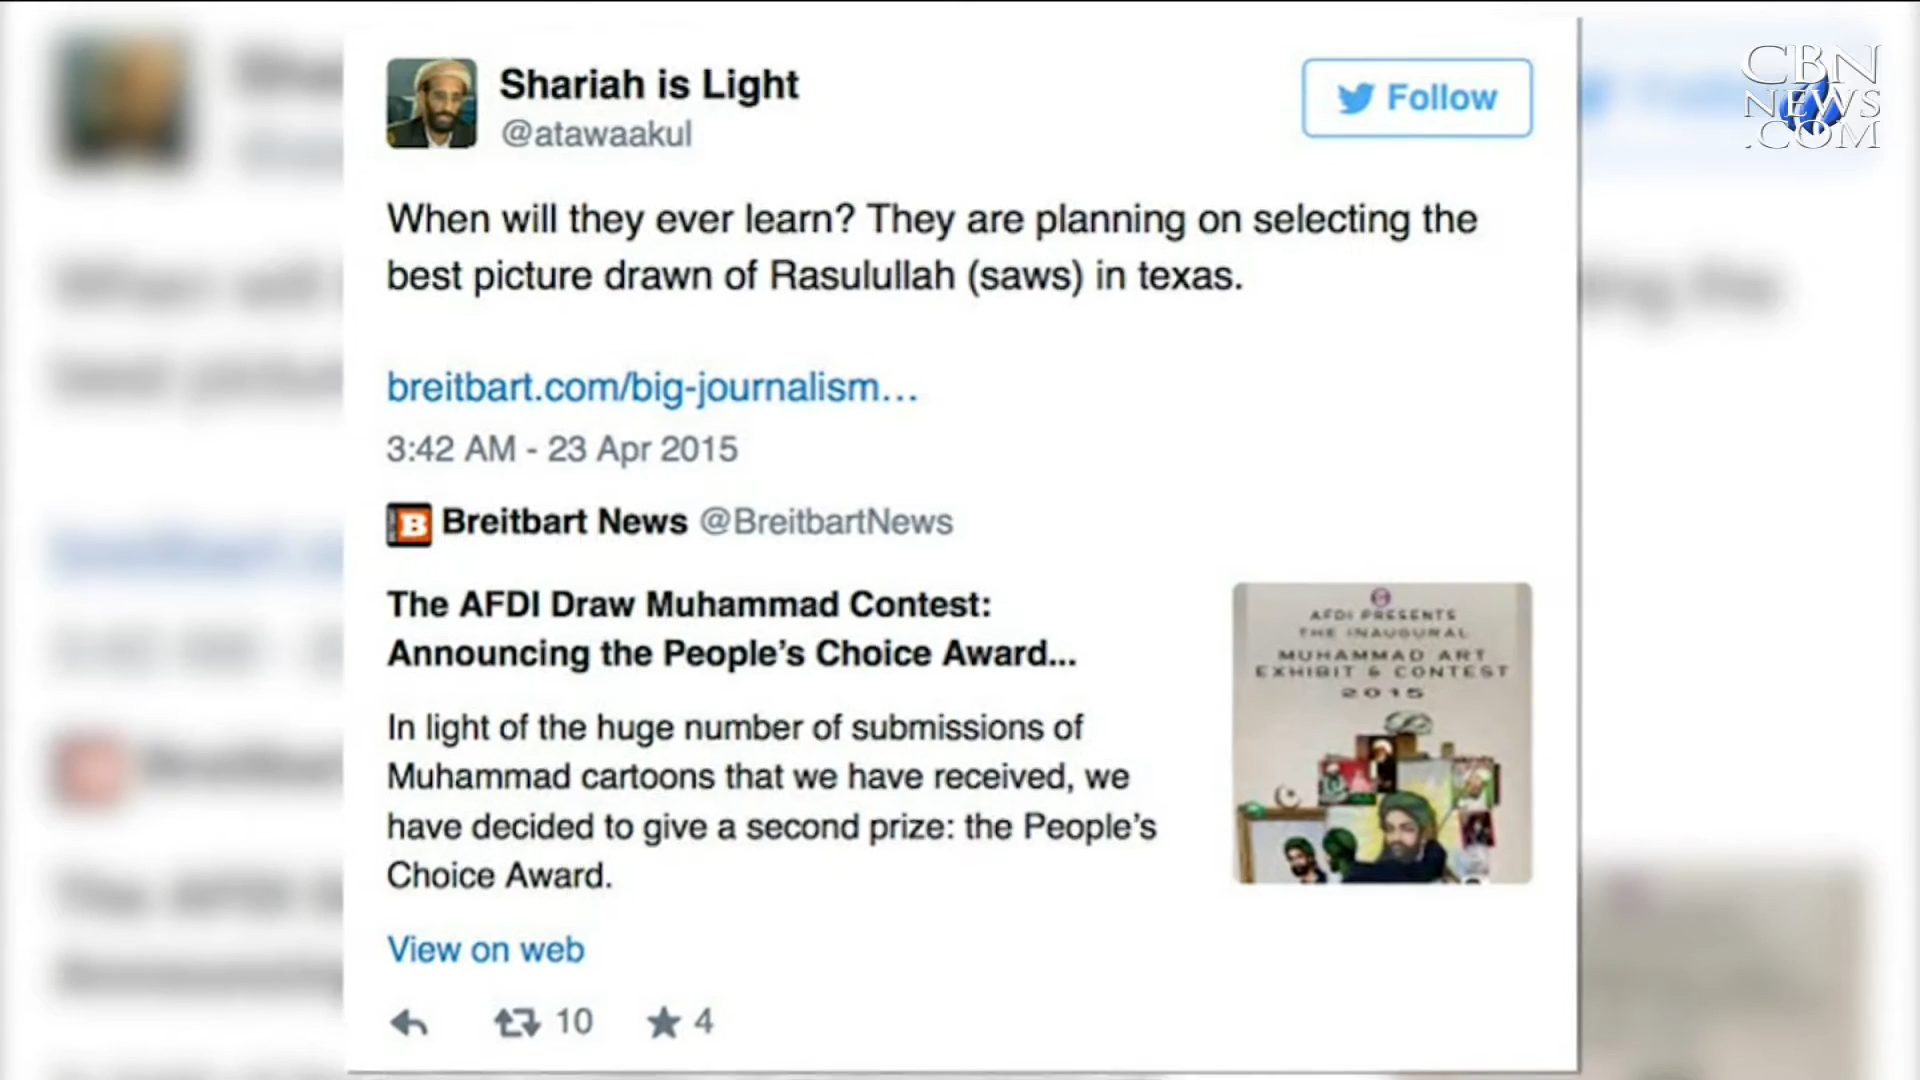 CBN
NEWS
.COM
Shariah is Light
@atawaakul
Follow
When will they ever learn? They are planning on selecting the
best picture drawn of Rasulullah (saws) in texas.
breitbart.com/big-journalism...
3:42 AM - 23 Apr 2015
B Breitbart News @BreitbartNews
The AFDI Draw Muhammad Contest:
Announcing the People's Choice Award...
In light of the huge number of submissions of
Muhammad cartoons that we have received, we
have decided to give a second prize: the People's
Choice Award.
AFDI PRESENTS
THE INAUGURAL
MUHAMMAD ART
EXHIBIT & CONTEST
2015
View on web
10 4